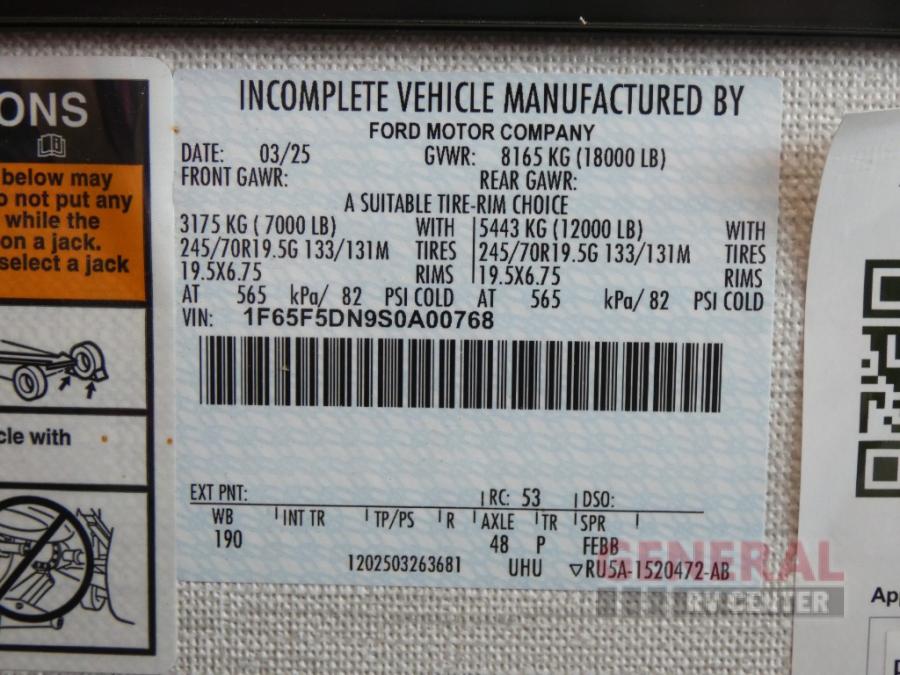 ONS
below may
o not put any
while the
on a jack.
select a jack
cle with
INCOMPLETE VEHICLE MANUFACTURED BY
FORD MOTOR COMPANY
DATE: 03/25 GVWR: 8165 KG (18000 LB)
FRONT GAWR: REAR GAWR:
A SUITABLE TIRE-RIM CHOICE
3175 KG ( 7000 LB) WITH 5443 KG (12000 LB) WITH
245/70R19.5G 133/131M TIRES 245/70R19.5G 133/131M TIRES
19.5X6.75 RIMS 19.5X6.75 RIMS
AT 565 kPa/ 82 PSI COLD AT 565 kPa/ 82 PSI COLD
VIN: 1F65F5DN9S0A00768
EXT PNT: RC: 53 DSO:
WB INT TR TP/PS R AXLE TR SPR
190 48 P FEBB
1202503263681 UHU ▽RU5A-1520472-AB
GENERAL
RV CENTER
Ap